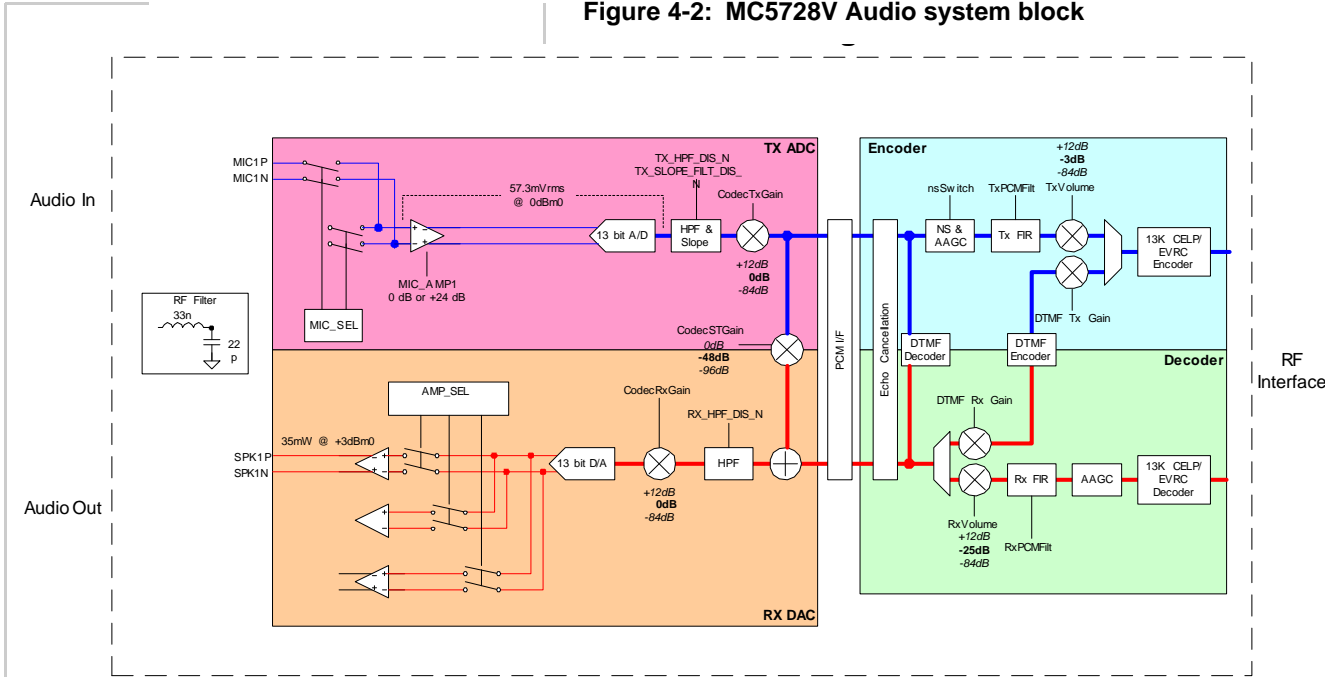 Figure 4-2: MC5728V Audio system block
Audio In
Audio Out
RF
Interface
RF Filter
33n
22
p
TX ADC
MIC1P
MIC1N
57.3mVrms
@ 0dBm0
TX_HPF_DIS_N
TX_SLOPE_FILT_DIS_
N
CodecTxGain
13 bit A/D
HPF &
Slope
+12dB
0dB
-84dB
MIC_AMP1
0 dB or +24 dB
MIC_SEL
CodecSTGain
0dB
-48dB
-96dB
AMP_SEL
CodecRxGain
RX_HPF_DIS_N
35mW @ +3dBm0
SPK1P
SPK1N
13 bit D/A
HPF
+12dB
0dB
-84dB
RX DAC
PCM I/F
Echo Cancellation
Encoder
+12dB
-3dB
-84dB
nsSwitch
TxPCMFilt
TxVolume
NS &
AAGC
Tx FIR
13K CELP/
EVRC
Encoder
DTMF Tx Gain
DTMF
Decoder
DTMF
Encoder
Decoder
DTMF Rx Gain
Rx FIR
AAGC
13K CELP/
EVRC
Decoder
RxVolume
+12dB
-25dB
-84dB
RxPCMFilt